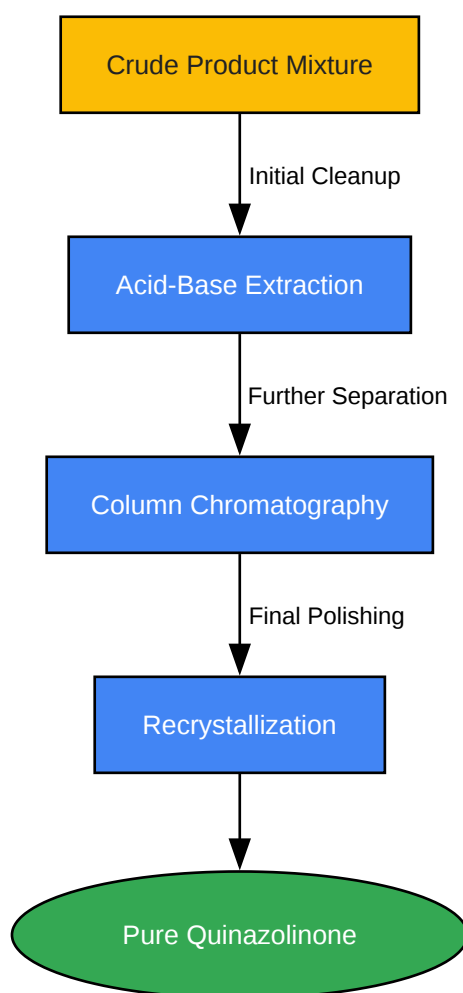 Crude Product Mixture
Initial Cleanup
Acid-Base Extraction
Further Separation
Column Chromatography
Final Polishing
Recrystallization
Pure Quinazolinone